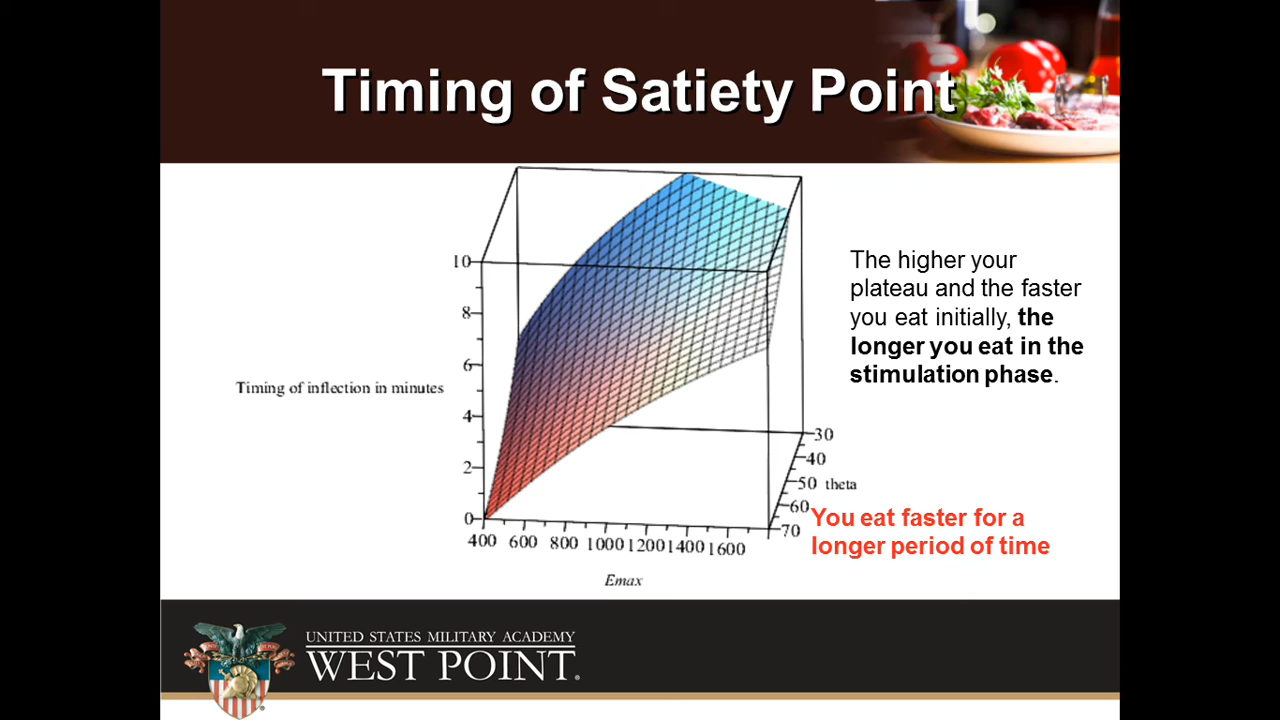 Timing of Satiety Point
10
8
6
4
2
0
Timing of inflection in minutes
400 600 800 1000 1200 1400 1600
Emax
30
40
50
60
70
theta
The higher your
plateau and the faster
you eat initially, the
longer you eat in the
stimulation phase.
You eat faster for a
longer period of time
UNITED STATES MILITARY ACADEMY
WEST POINT.®